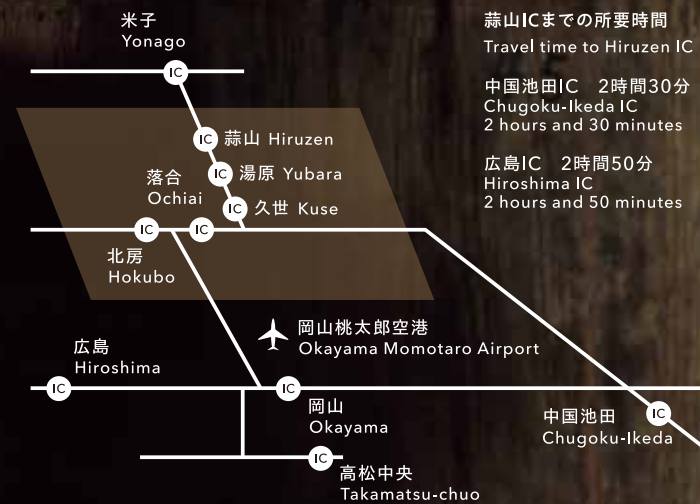 米子
Yonago
IC
IC
蒜山 Hiruzen
IC
湯原 Yubara
落合
Ochiai
IC
久世 Kuse
IC
IC
北房
Hokubo
岡山桃太郎空港
Okayama Momotaro Airport
広島
Hiroshima
IC
IC
岡山
Okayama
IC
中国池田
Chugoku-Ikeda
IC
高松中央
Takamatsu-chuo
蒜山ICまでの所要時間
Travel time to Hiruzen IC
中国池田IC 2時間30分
Chugoku-Ikeda IC
2 hours and 30 minutes
広島IC 2時間50分
Hiroshima IC
2 hours and 50 minutes